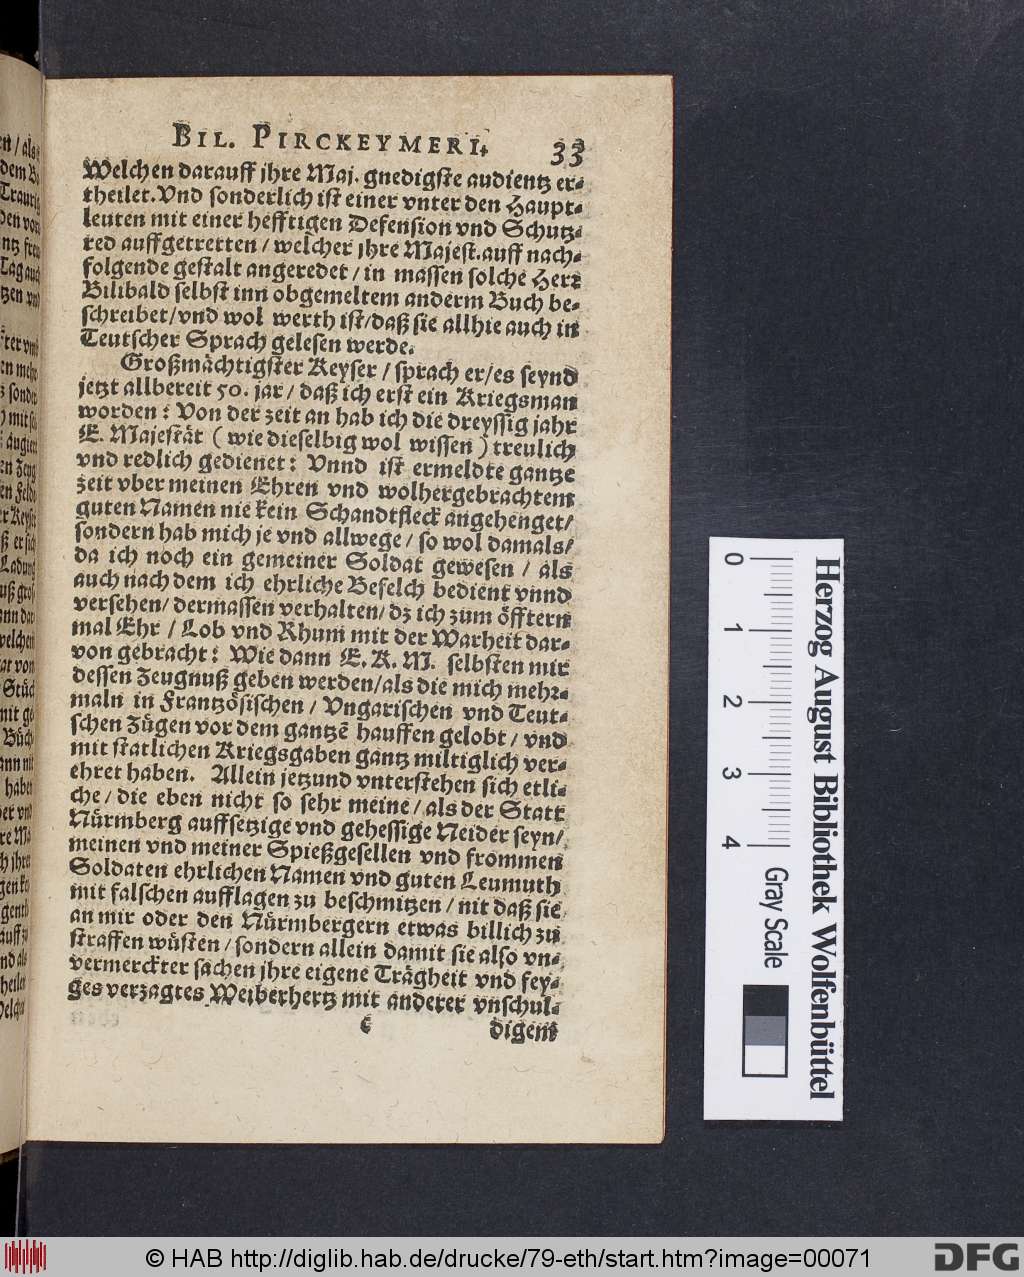 BIL. PIRCKEYMERI. 33
Welchen darauff jhre Maj. gnedigste audientz er-
theilet. Vnd sonderlich ist einer vnter den Haupt-
leuten mit einer hefftigen Defension vnd Schutz-
red auffgetretten / welcher jhre Majest. auff nach-
folgende gestalt angeredet / in massen solche Herr
Bilibald selbst inn obgemeltem anderm Buch be-
schreibet / vnd wol werth ist / daß sie allhie auch in
Teutscher Sprach gelesen werde.
Großmächtigster Keyser / sprach er / es seynd
jetzt allbereit 50. jar / daß ich erst ein Kriegsman
worden : Von der zeit an hab ich die dreyssig jahr
E. Majestät ( wie dieselbig wol wissen ) treulich
vnd redlich gedienet : Vnnd ist ermeldte gantze
zeit vber meinen Ehren vnd wolhergebrachtem
guten Namen nie kein Schandtfleck angehenget /
sondern hab mich je vnd allwege / so wol damals /
da ich noch ein gemeiner Soldat gewesen / als
auch nach dem ich ehrliche Befelch bedient vnnd
versehen / dermassen verhalten / dz ich zum öfftern
mal Ehr / Lob vnd Rhum mit der Warheit dar-
von gebracht : Wie dann E. K. M. selbsten mir
dessen Zeugnuß geben werden / als die mich mehr-
maln in Frantzösischen / Vngarischen vnd Teut-
schen Zügen vor dem gantzẽ hauffen gelobt / vnd
mit statlichen Kriegsgaben gantz miltiglich ver-
ehret haben. Allein jetzund vnterstehen sich etli-
che / die eben nicht so sehr meine / als der Statt
Nürmberg auffsetzige vnd gehessige Neider seyn /
meinen vnd meiner Spießgesellen vnd frommen
Soldaten ehrlichen Namen vnd guten Leumuth
mit falschen aufflagen zu beschmitzen / nit daß sie
an mir oder den Nürmbergern etwas billich zu
straffen wüsten / sondern allein damit sie also vn-
vermerckter sachen jhre eigene Trägheit vnd fey-
ges verzagtes Weiberhertz mit anderer vnschul-
e digem
0 1 2 3 4
Gray Scale
Herzog August Bibliothek Wolfenbüttel
© HAB http://diglib.hab.de/drucke/79-eth/start.htm?image=00071
DFG